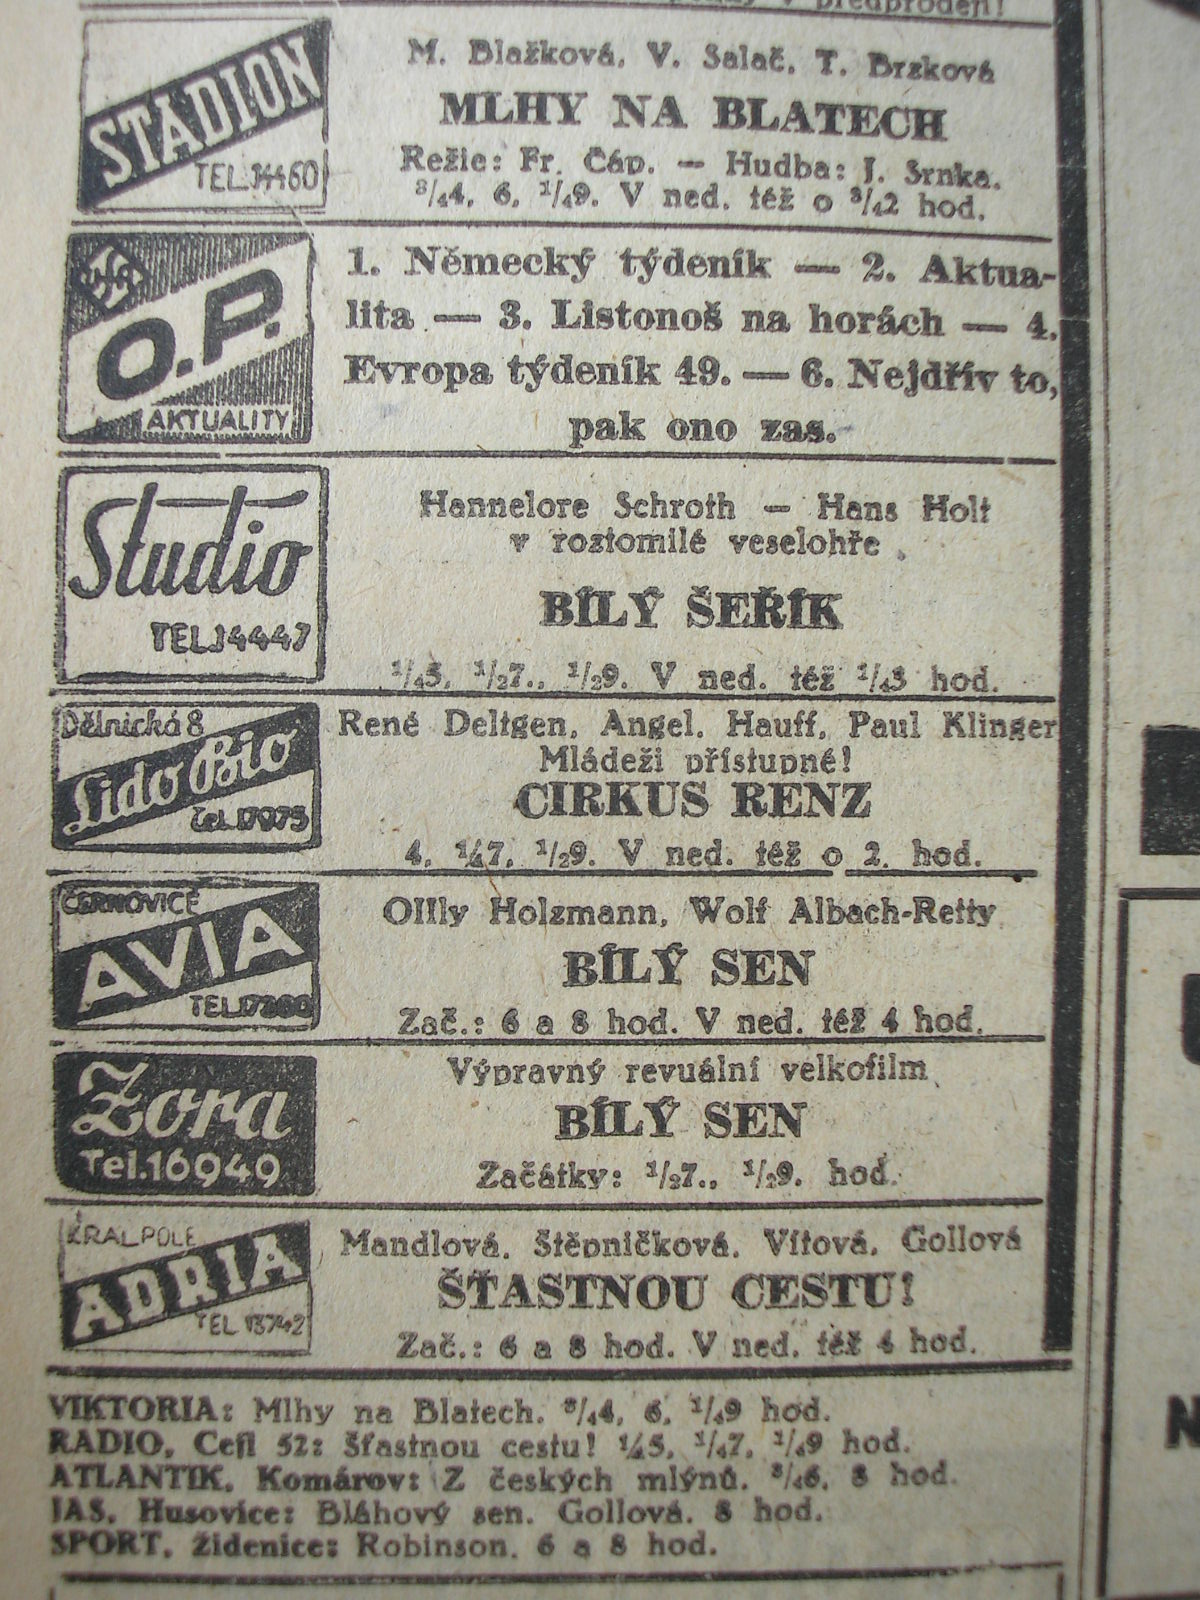 v předprodeji!
STADION
TEL.14460
M. Blažková, V. Salač, T. Brzková
MLHY NA BLATECH
Režie: Fr. Čáp. — Hudba: J. Srnka.
3/44, 6, 1/49. V ned. též o 3/42 hod.
O.P.
AKTUALITY
1. Německý týdeník — 2. Aktua-
lita — 3. Listonoš na horách — 4.
Evropa týdeník 49. — 6. Nejdřív to,
pak ono zas.
Studio
TEL.14447
Hannelore Schroth — Hans Holt
v roztomilé veselohře
BÍLÝ ŠEŘÍK
1/45, 1/27., 1/29. V ned. též 1/43 hod.
Dělnická 8
Lido Bio
tel.17975
René Deltgen, Angel. Hauff, Paul Klinger
Mládeži přístupné!
CIRKUS RENZ
4, 1/47, 1/29. V ned. též o 2. hod.
ČERNOVICE
AVIA
TEL.
Ollly Holzmann, Wolf Albach-Retty
BÍLÝ SEN
Zač.: 6 a 8 hod. V ned. též 4 hod.
Zora
Tel.16949
Výpravný revuální velkofilm
BÍLÝ SEN
Začátky: 1/27., 1/29. hod.
KRÁL.POLE
ADRIA
TEL 13742
Mandlová, Štěpničková, Vítová, Gollová
ŠŤASTNOU CESTU!
Zač.: 6 a 8 hod. V ned. též 4 hod.
VIKTORIA: Mlhy na Blatech. 3/44, 6, 1/49 hod.
RADIO, Cejl 52: Šťastnou cestu! 1/45, 1/47, 1/49 hod.
ATLANTIK, Komárov: Z českých mlýnů. 3/46, 8 hod.
JAS, Husovice: Bláhový sen. Gollová. 8 hod.
SPORT, Židenice: Robinson. 6 a 8 hod.